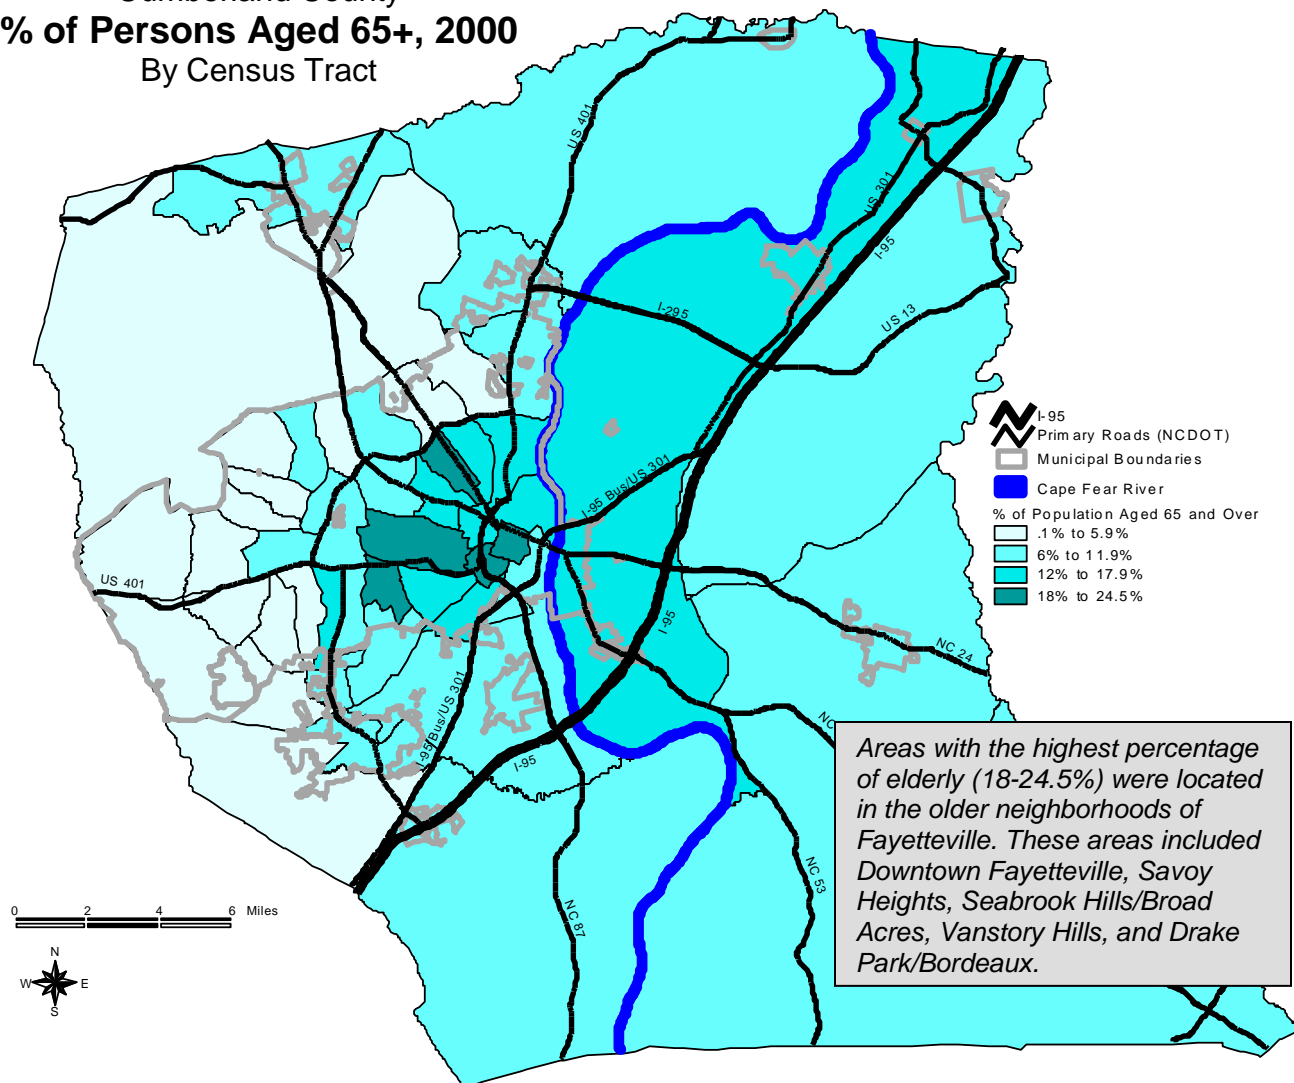 Cumberland County
% of Persons Aged 65+, 2000
By Census Tract
US 401
US 301
I-95
I-295
US 13
I-95
Primary Roads (NCDOT)
Municipal Boundaries
Cape Fear River
% of Population Aged 65 and Over
.1% to 5.9%
6% to 11.9%
12% to 17.9%
18% to 24.5%
I-95 Bus/US 301
US 401
I-95
NC 24
I-95/Bus/US 301
NC
I-95
Areas with the highest percentage
of elderly (18-24.5%) were located
in the older neighborhoods of
Fayetteville. These areas included
Downtown Fayetteville, Savoy
Heights, Seabrook Hills/Broad
Acres, Vanstory Hills, and Drake
Park/Bordeaux.
NC 53
NC 87
0 2 4 6 Miles
N
W E
S